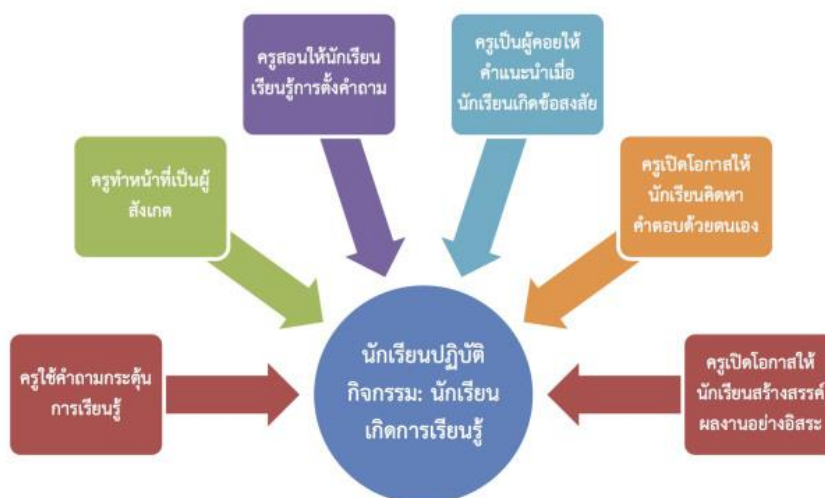 ครูใช้คำถามกระตุ้น
การเรียนรู้
ครูทำหน้าที่เป็นผู้
สังเกต
ครูสอนให้นักเรียน
เรียนรู้การตั้งคำถาม
ครูเป็นผู้คอยให้
คำแนะนำเมื่อ
นักเรียนเกิดข้อสงสัย
ครูเปิดโอกาสให้
นักเรียนคิดหา
คำตอบด้วยตนเอง
ครูเปิดโอกาสให้
นักเรียนสร้างสรรค์
ผลงานอย่างอิสระ
นักเรียนปฏิบัติ
กิจกรรม: นักเรียน
เกิดการเรียนรู้